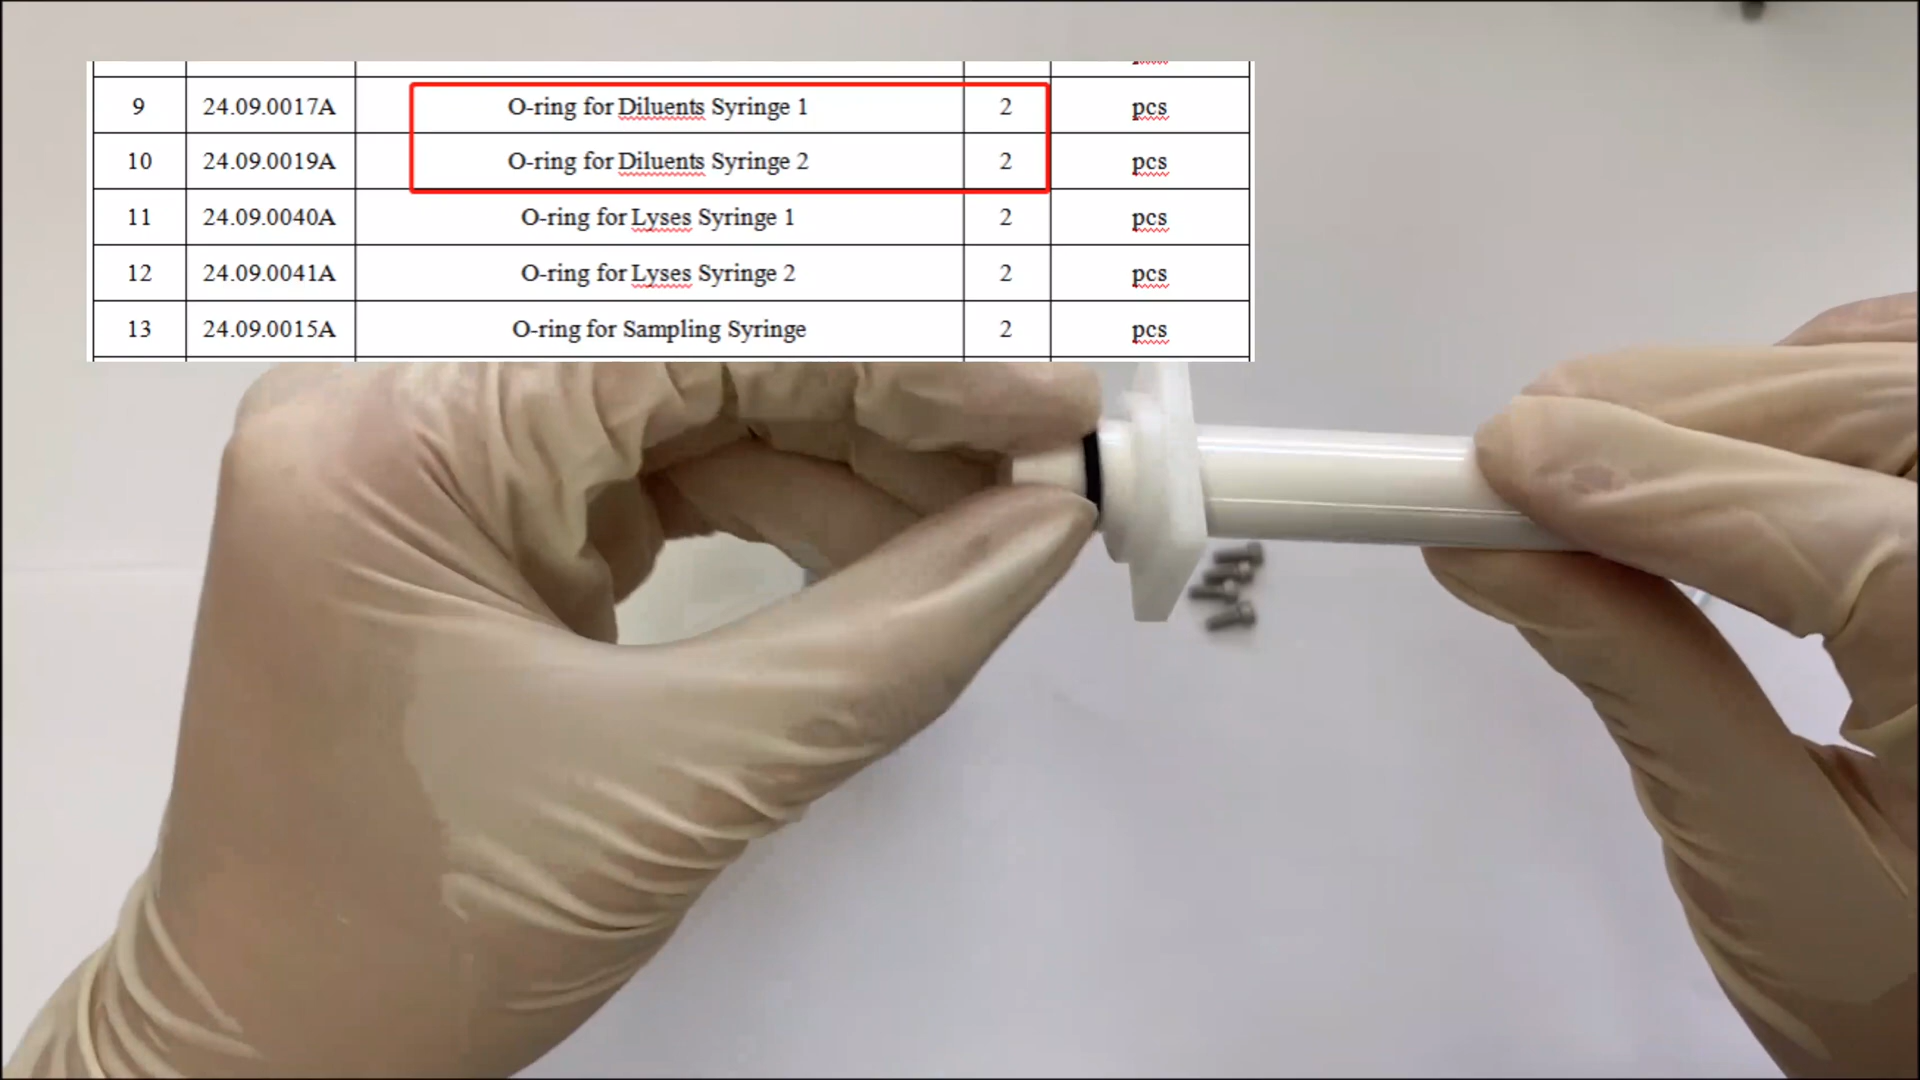 9 24.09.0017A O-ring for Diluents Syringe 1 2 pcs
10 24.09.0019A O-ring for Diluents Syringe 2 2 pcs
11 24.09.0040A O-ring for Lyses Syringe 1 2 pcs
12 24.09.0041A O-ring for Lyses Syringe 2 2 pcs
13 24.09.0015A O-ring for Sampling Syringe 2 pcs